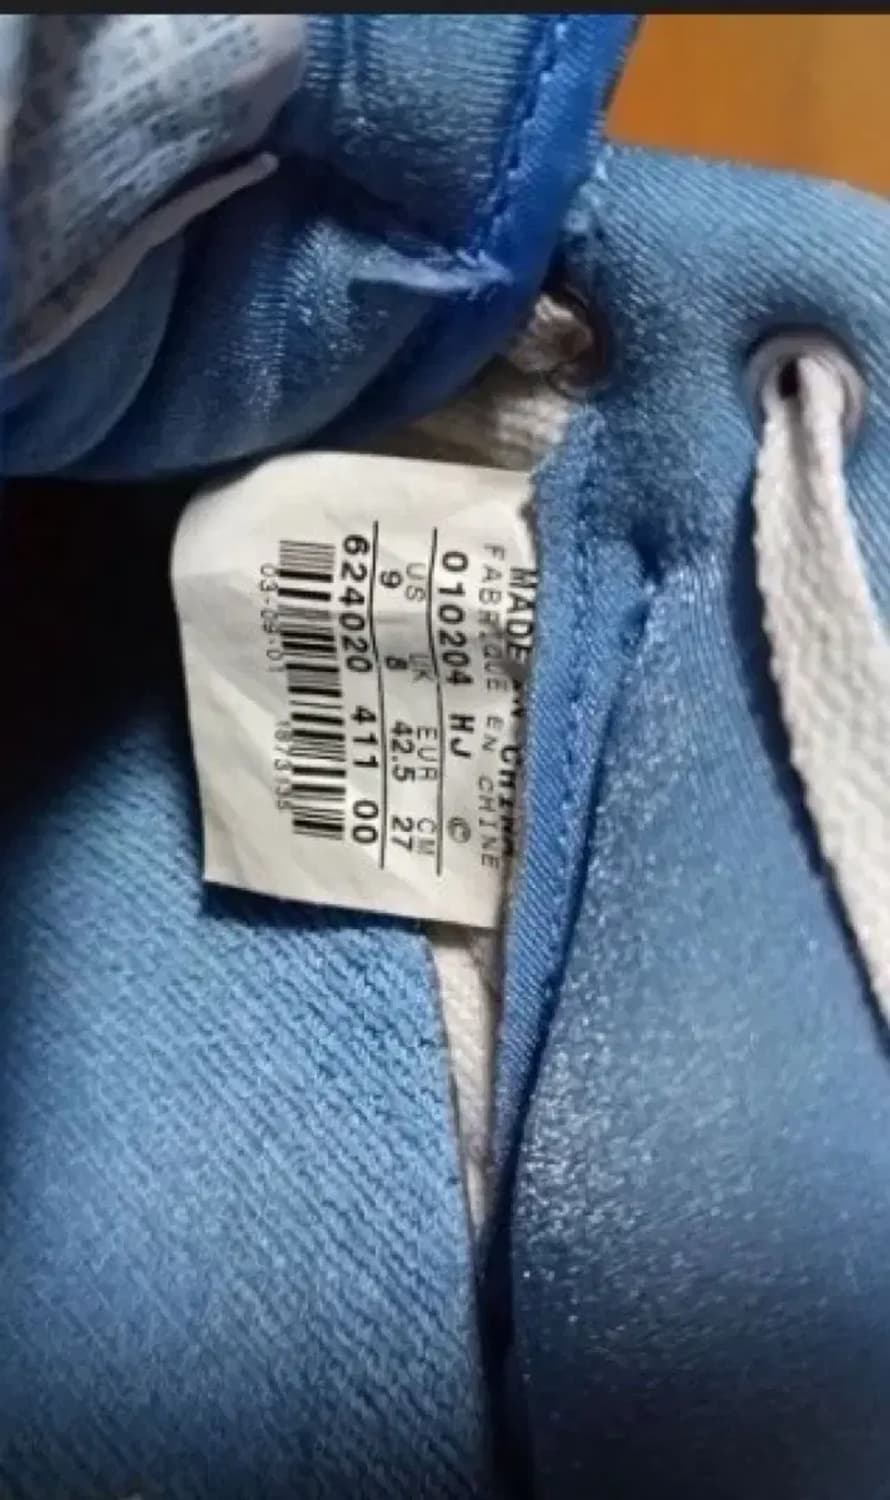 MADE IN CHINA
FABRIQUE EN CHINE
010204 HJ ©
US UK EUR CM
9 8 42.5 27
624020 411 00
03-09-01 1873135